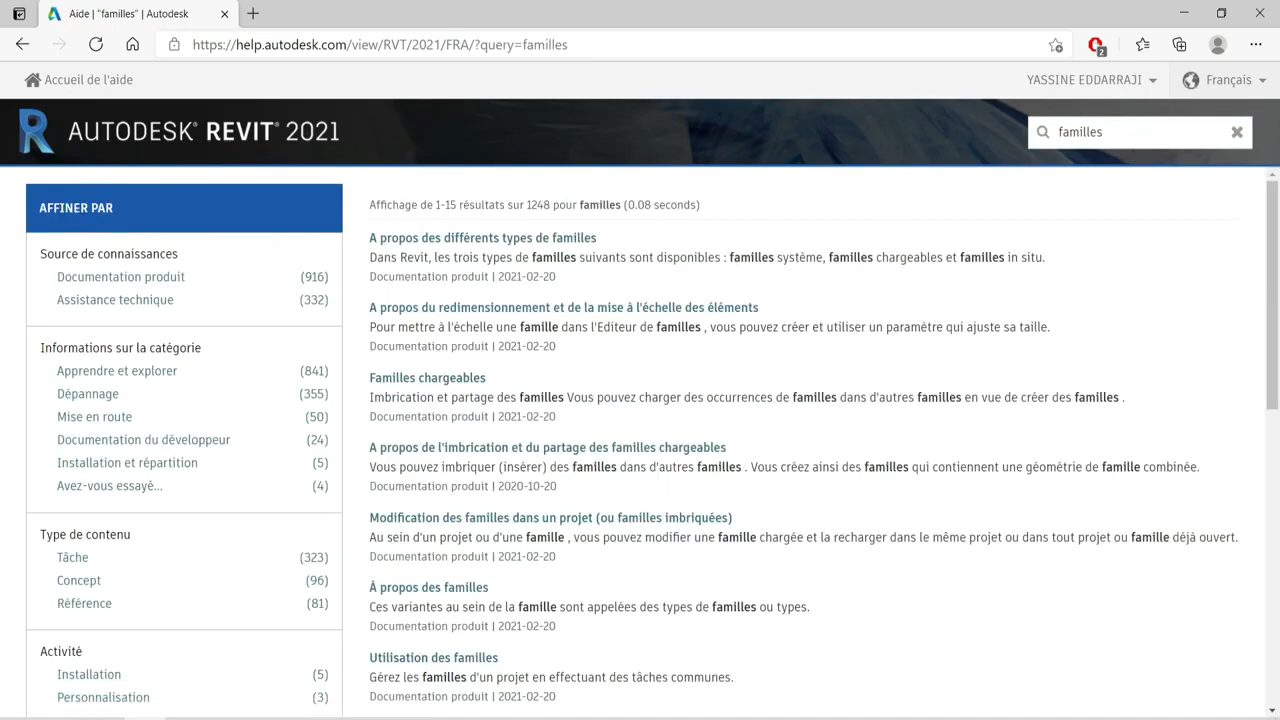 Aide | "familles" | Autodesk
https://help.autodesk.com/view/RVT/2021/FRA/?query=familles
2
Accueil de l'aide
YASSINE EDDARRAJI
Français
AUTODESK® REVIT® 2021
familles
AFFINER PAR
Source de connaissances
Documentation produit (916)
Assistance technique (332)
Informations sur la catégorie
Apprendre et explorer (841)
Dépannage (355)
Mise en route (50)
Documentation du développeur (24)
Installation et répartition (5)
Avez-vous essayé... (4)
Type de contenu
Tâche (323)
Concept (96)
Référence (81)
Activité
Installation (5)
Personnalisation (3)
Affichage de 1-15 résultats sur 1248 pour familles (0.08 seconds)
A propos des différents types de familles
Dans Revit, les trois types de familles suivants sont disponibles : familles système, familles chargeables et familles in situ.
Documentation produit | 2021-02-20
A propos du redimensionnement et de la mise à l'échelle des éléments
Pour mettre à l'échelle une famille dans l'Editeur de familles , vous pouvez créer et utiliser un paramètre qui ajuste sa taille.
Documentation produit | 2021-02-20
Familles chargeables
Imbrication et partage des familles Vous pouvez charger des occurrences de familles dans d'autres familles en vue de créer des familles .
Documentation produit | 2021-02-20
A propos de l'imbrication et du partage des familles chargeables
Vous pouvez imbriquer (insérer) des familles dans d'autres familles . Vous créez ainsi des familles qui contiennent une géométrie de famille combinée.
Documentation produit | 2020-10-20
Modification des familles dans un projet (ou familles imbriquées)
Au sein d'un projet ou d'une famille , vous pouvez modifier une famille chargée et la recharger dans le même projet ou dans tout projet ou famille déjà ouvert.
Documentation produit | 2021-02-20
À propos des familles
Ces variantes au sein de la famille sont appelées des types de familles ou types.
Documentation produit | 2021-02-20
Utilisation des familles
Gérez les familles d'un projet en effectuant des tâches communes.
Documentation produit | 2021-02-20